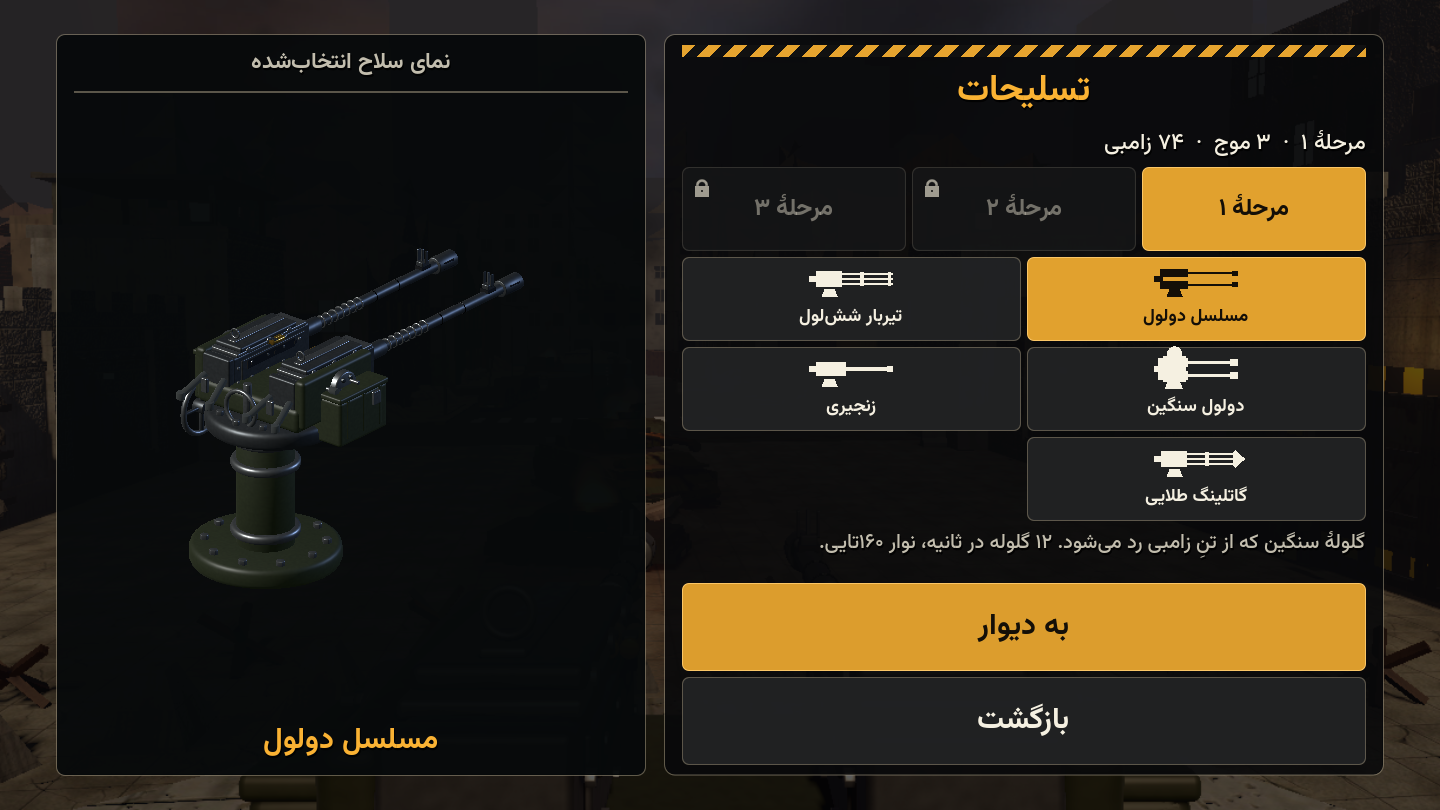 تسلیحات
مرحلهٔ ۱ · ۳ موج · ۷۴ زامبی
مرحلهٔ ۱
مرحلهٔ ۲
مرحلهٔ ۳
مسلسل دولول
تیربار شش‌لول
دولول سنگین
زنجیری
گاتلینگ طلایی
گلولهٔ سنگین که از تنِ زامبی رد می‌شود. ۱۲ گلوله در ثانیه، نوار ۱۶۰تایی.
به دیوار
بازگشت
نمای سلاح انتخاب‌شده
مسلسل دولول